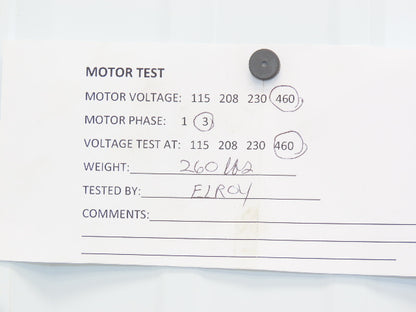 MOTOR TEST
MOTOR VOLTAGE: 115 208 230 460
MOTOR PHASE: 1 3
VOLTAGE TEST AT: 115 208 230 460
WEIGHT: 260 lbs
TESTED BY: ELROY
COMMENTS: